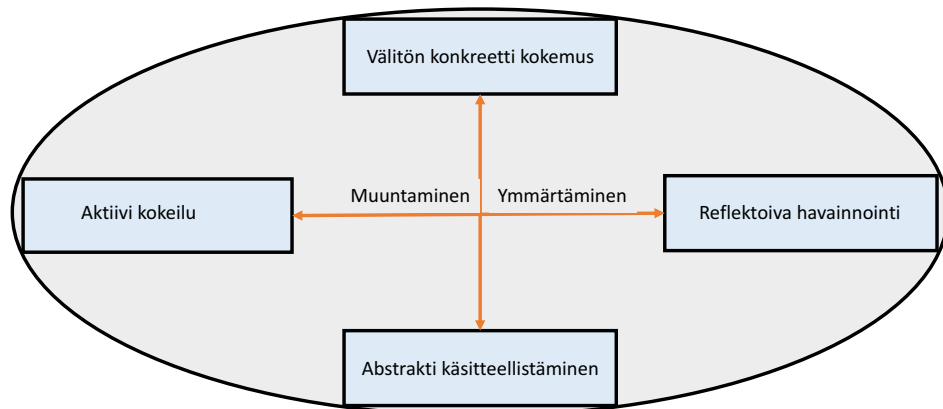 Välitön konkreetti kokemus
Muuntaminen
Ymmärtäminen
Aktiivi kokeilu
Reflektoiva havainnointi
Abstrakti käsitteellistäminen